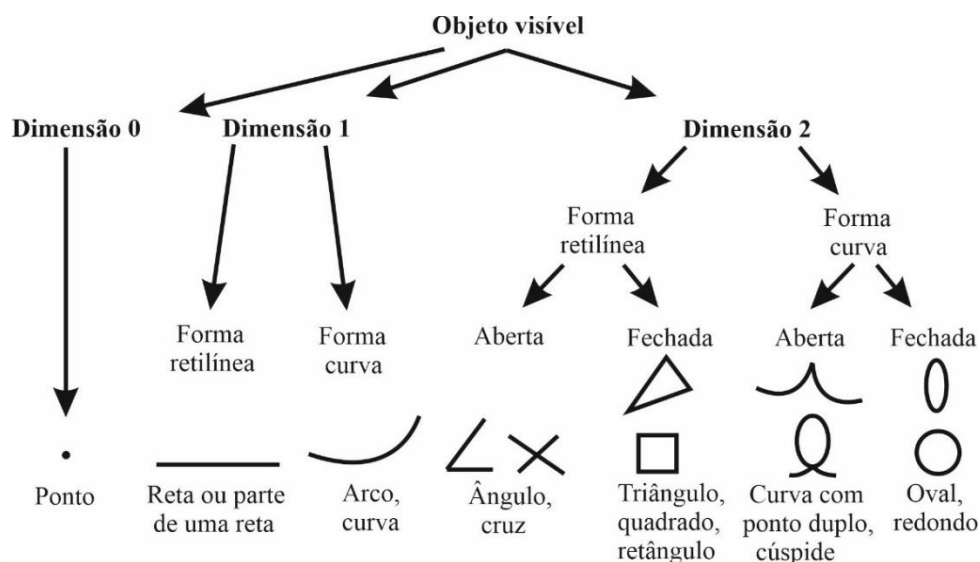 Objeto visível
Dimensão 0
Dimensão 1
Dimensão 2
Forma
retilínea
Forma
curva
Forma
retilínea
Forma
curva
Aberta
Fechada
Aberta
Fechada
Ponto
Reta ou parte
de uma reta
Arco,
curva
Ângulo,
cruz
Triângulo,
quadrado,
retângulo
Curva com
ponto duplo,
cúspide
Oval,
redondo